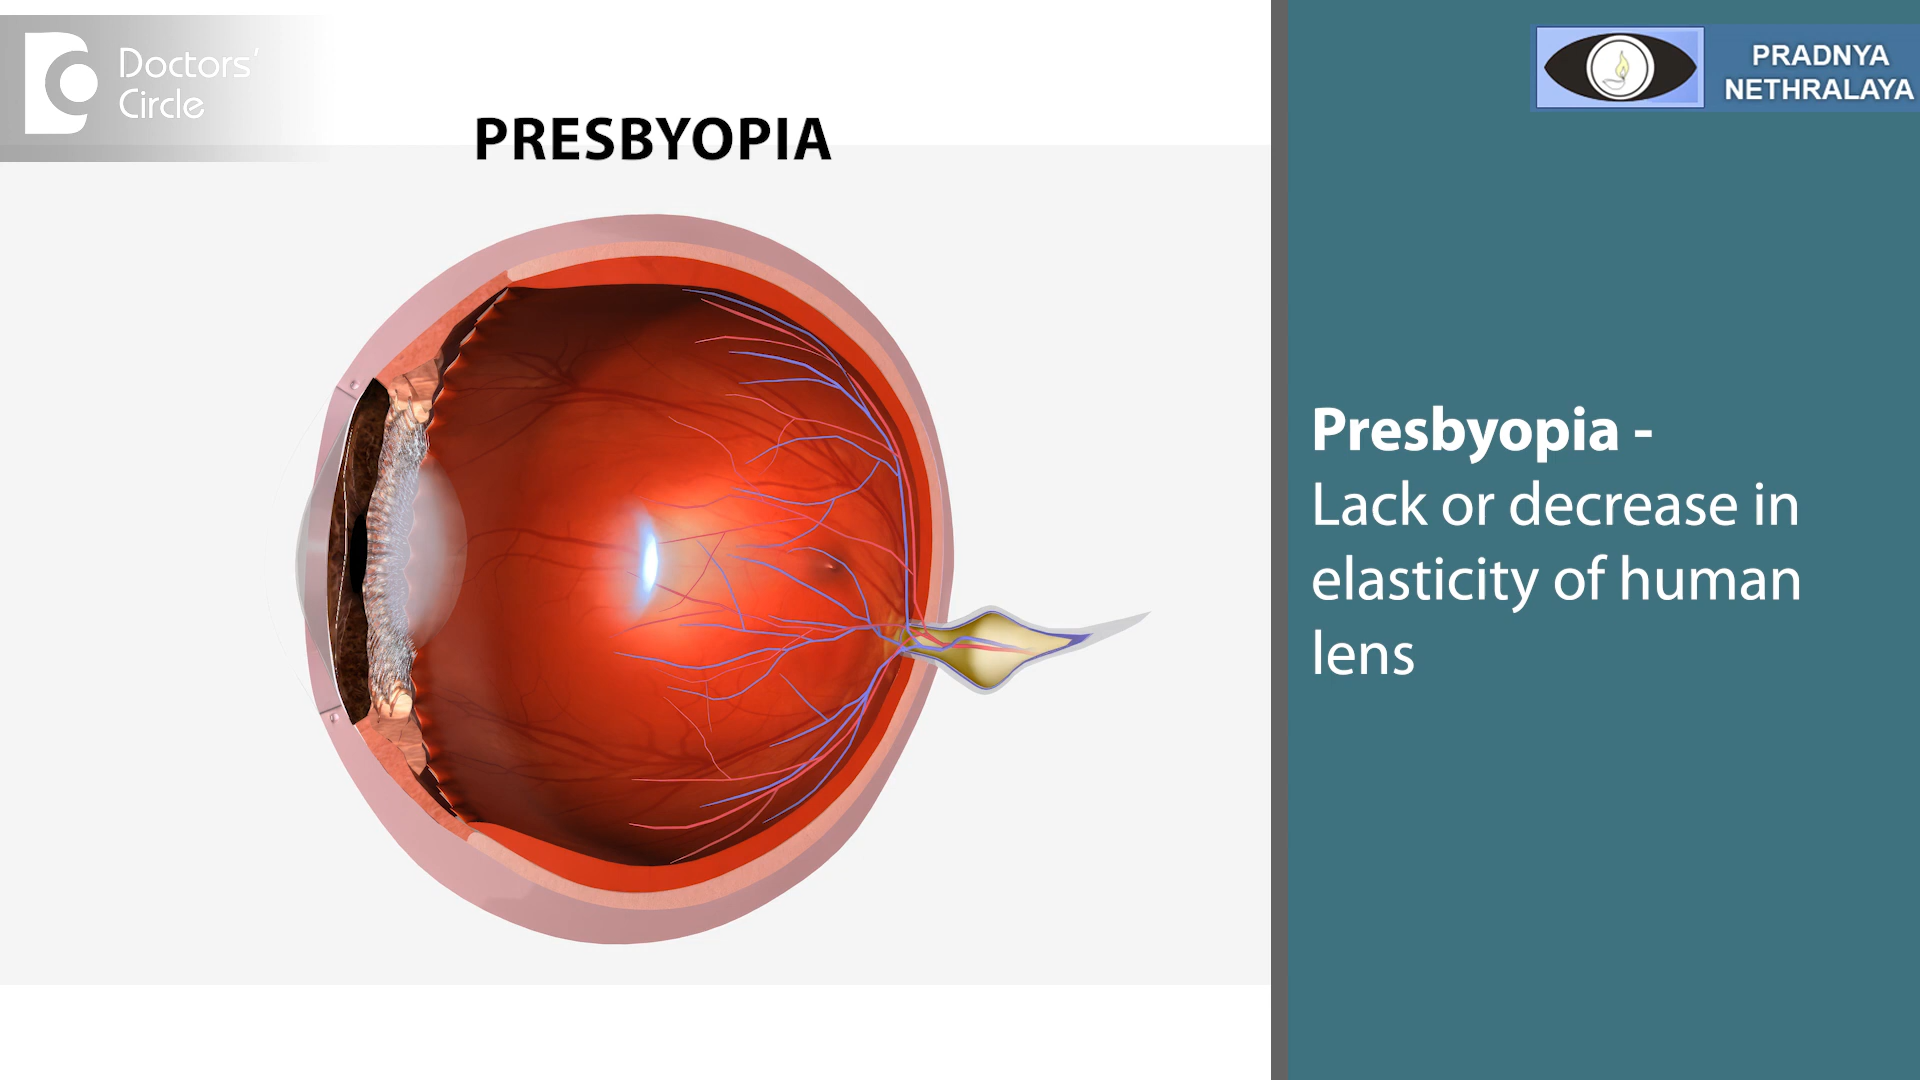 Doctors'
Circle
PRESBYOPIA
PRADNYA
NETHRALAYA
Presbyopia -
Lack or decrease in
elasticity of human
lens